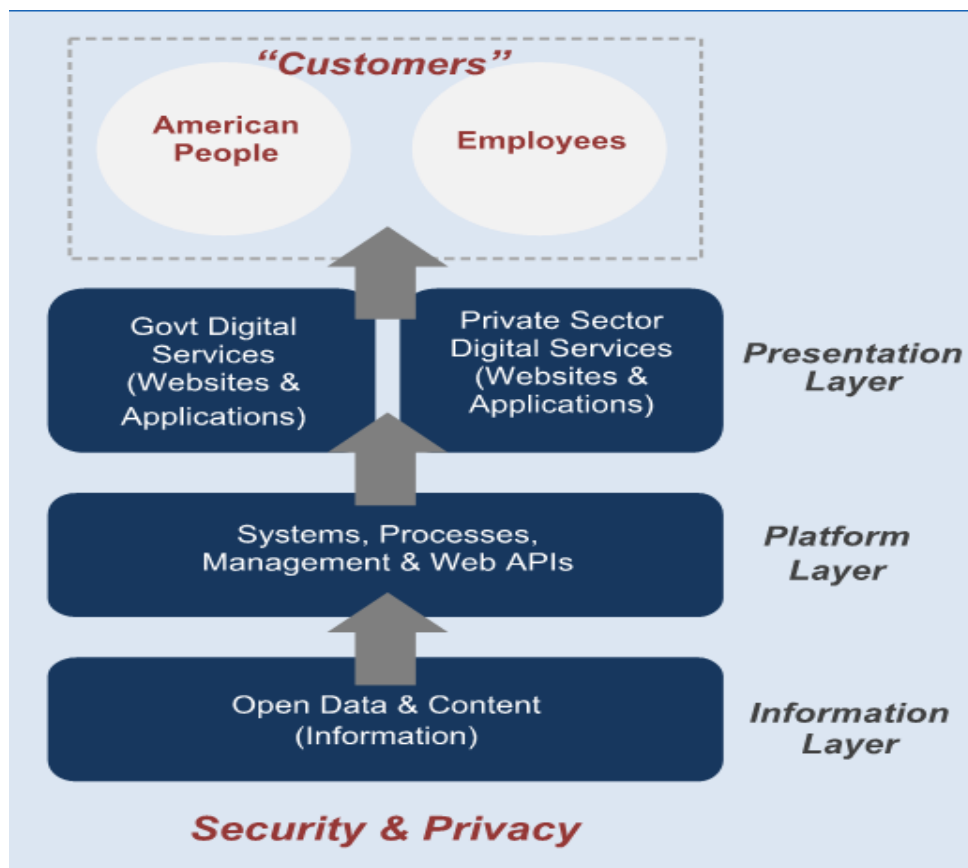 “Customers”
American
People
Employees
Govt Digital
Services
(Websites &
Applications)
Private Sector
Digital Services
(Websites &
Applications)
Presentation
Layer
Systems, Processes,
Management & Web APIs
Platform
Layer
Open Data & Content
(Information)
Information
Layer
Security & Privacy